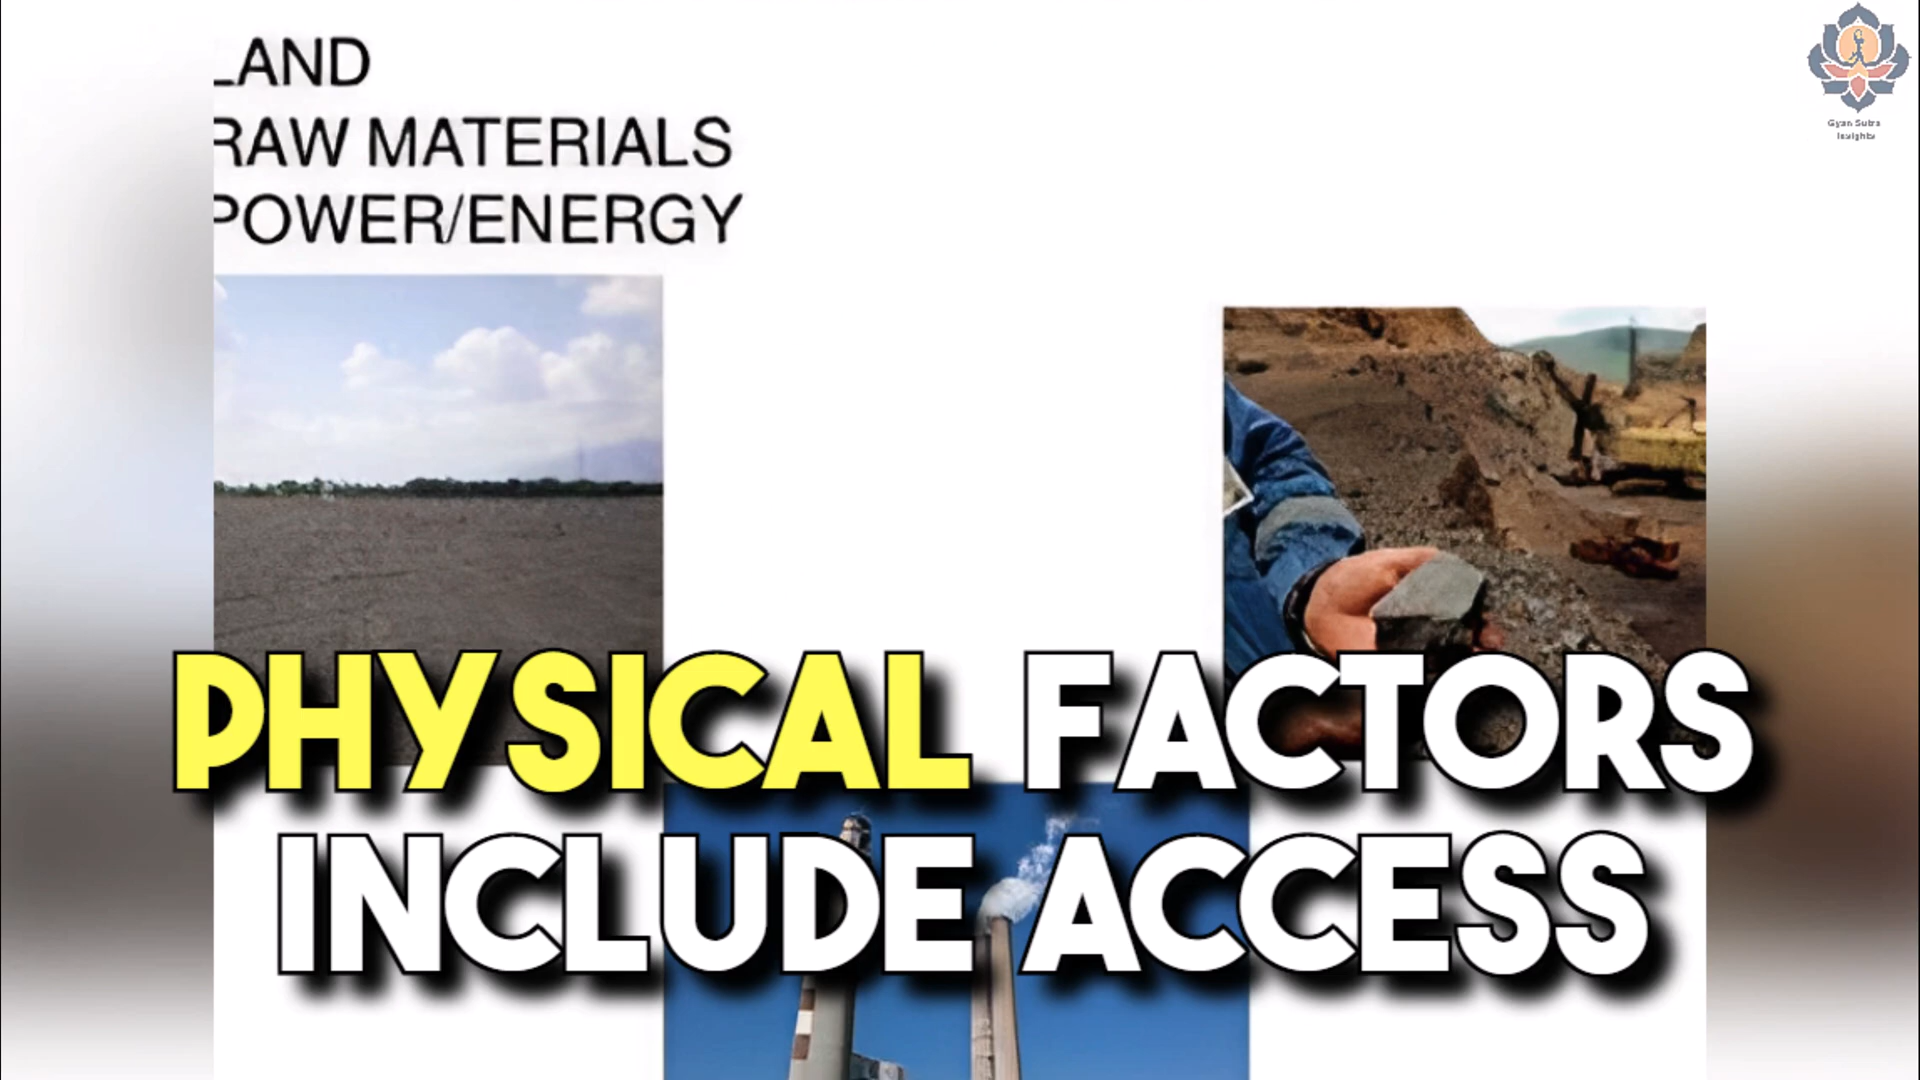 LAND
RAW MATERIALS
POWER/ENERGY
Gyan Sutra
Insights
PHYSICAL FACTORS
INCLUDE ACCESS